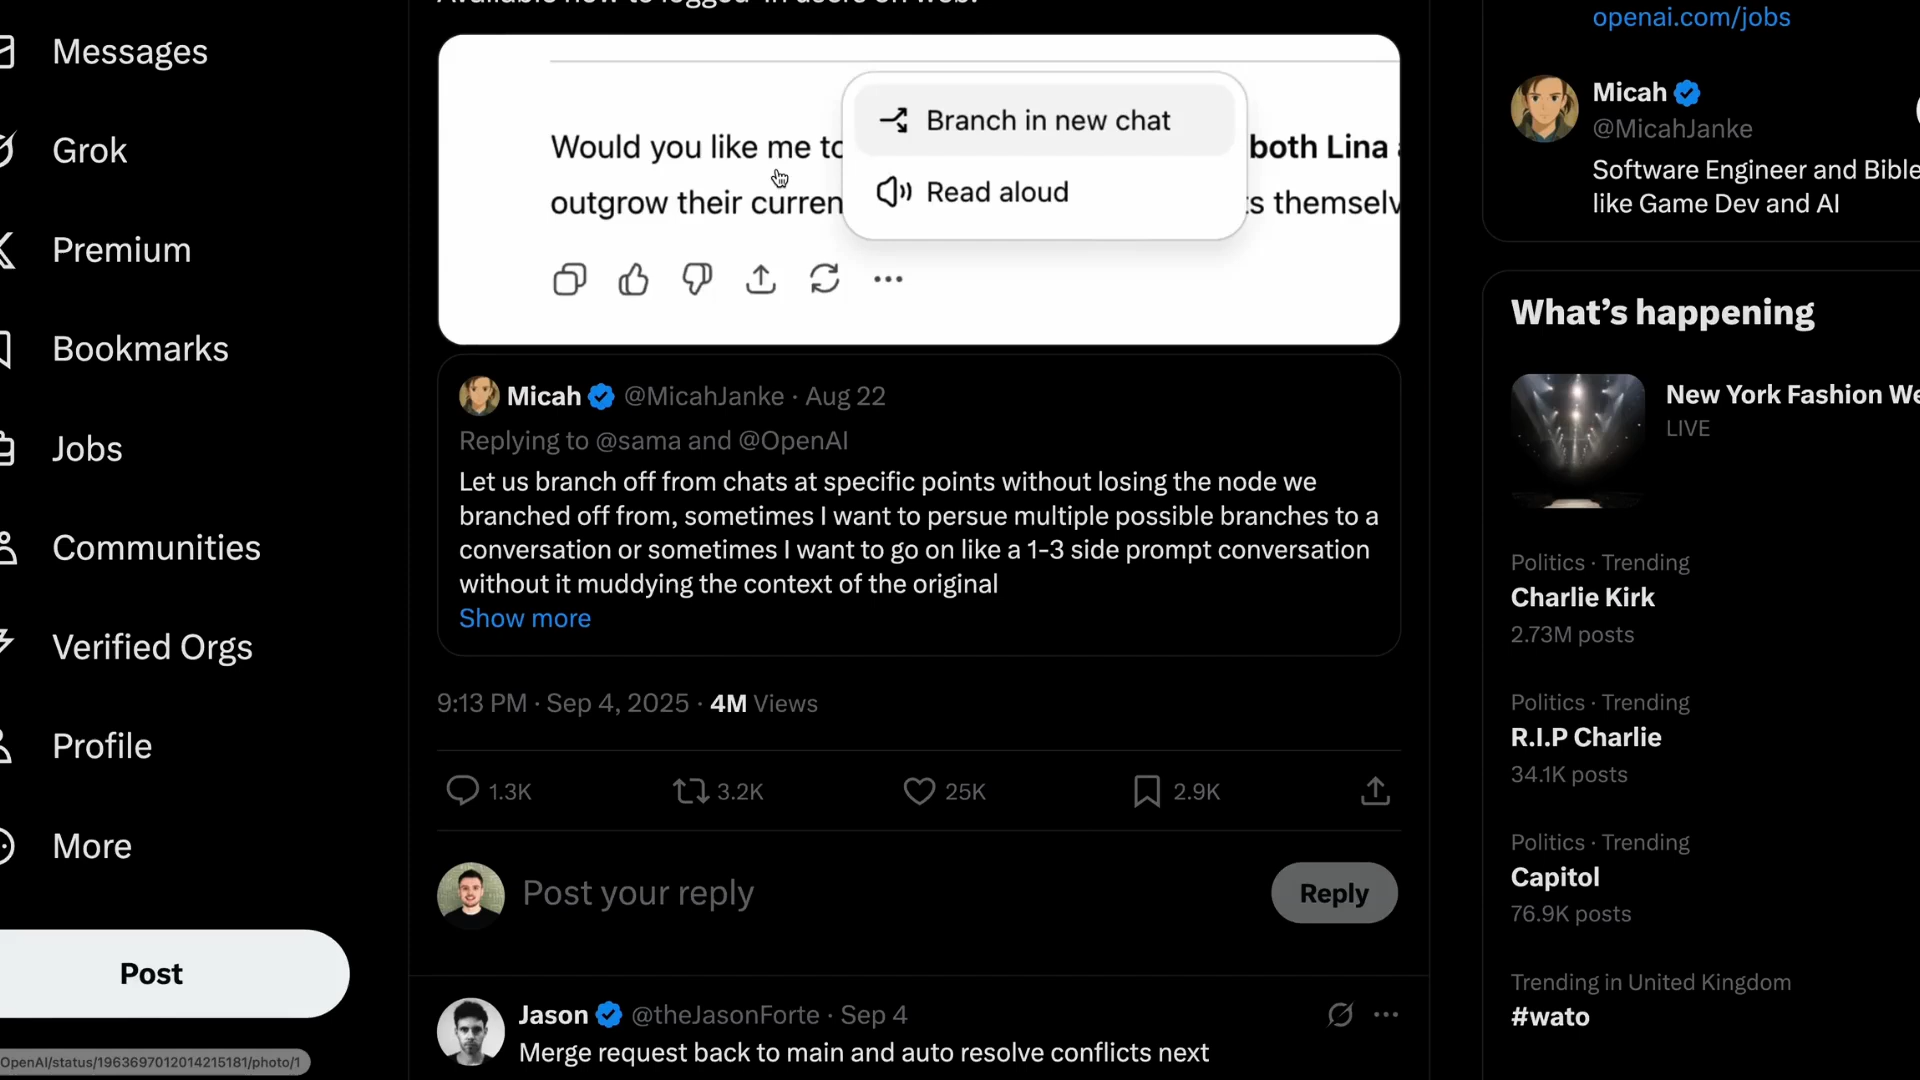 Messages
Grok
Premium
Bookmarks
Jobs
Communities
Verified Orgs
Profile
More
Post
OpenAI/status/1963697012014215181/photo/1
Available now to logged-in users on web.
Branch in new chat
Read aloud
Would you like me to both Lina
outgrow their curren s themselv
Micah @MicahJanke · Aug 22
Replying to @sama and @OpenAI
Let us branch off from chats at specific points without losing the node we
branched off from, sometimes I want to persue multiple possible branches to a
conversation or sometimes I want to go on like a 1-3 side prompt conversation
without it muddying the context of the original
Show more
9:13 PM · Sep 4, 2025 · 4M Views
1.3K 3.2K 25K 2.9K
Post your reply
Reply
Jason @theJasonForte · Sep 4
Merge request back to main and auto resolve conflicts next
openai.com/jobs
Micah
@MicahJanke
Software Engineer and Bible
like Game Dev and AI
What's happening
New York Fashion We
LIVE
Politics · Trending
Charlie Kirk
2.73M posts
Politics · Trending
R.I.P Charlie
34.1K posts
Politics · Trending
Capitol
76.9K posts
Trending in United Kingdom
#wato